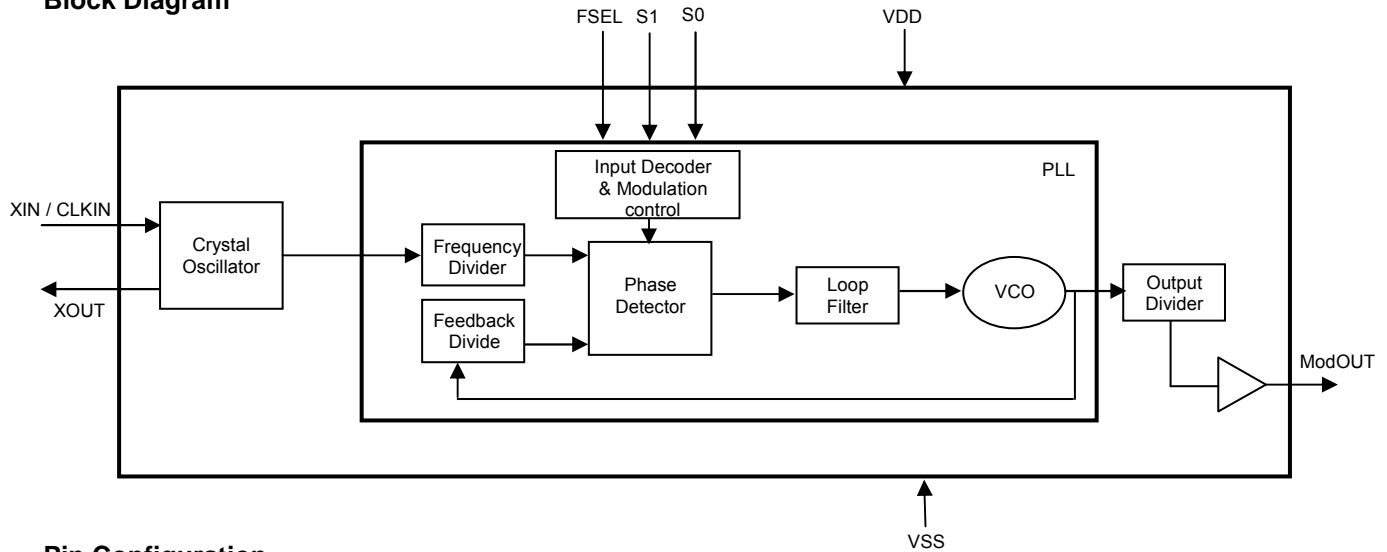 Block Diagram
FSEL S1 S0
VDD
Input Decoder
& Modulation
control
PLL
XIN / CLKIN
Crystal
Oscillator
XOUT
Frequency
Divider
Feedback
Divide
Phase
Detector
Loop
Filter
VCO
Output
Divider
ModOUT
VSS
Pin Configuration